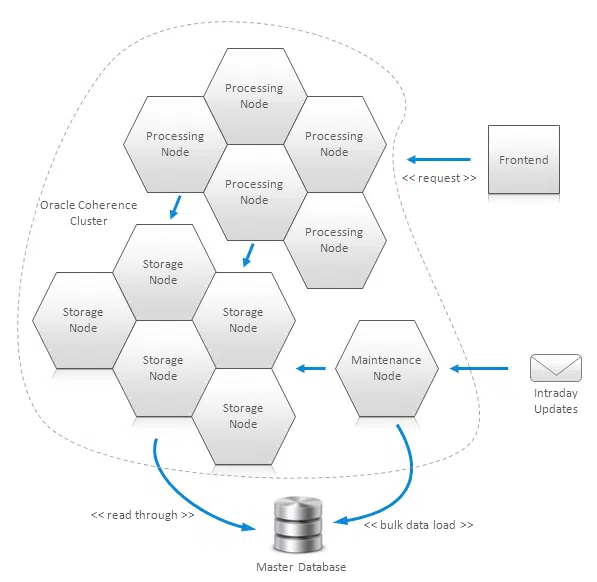 Processing
Node
Processing
Node
Processing
Node
Processing
Node
Processing
Node
Frontend
<< request >>
Oracle Coherence
Cluster
Storage
Node
Storage
Node
Storage
Node
Storage
Node
Storage
Node
Maintenance
Node
Intraday
Updates
<< read through >>
<< bulk data load >>
Master Database